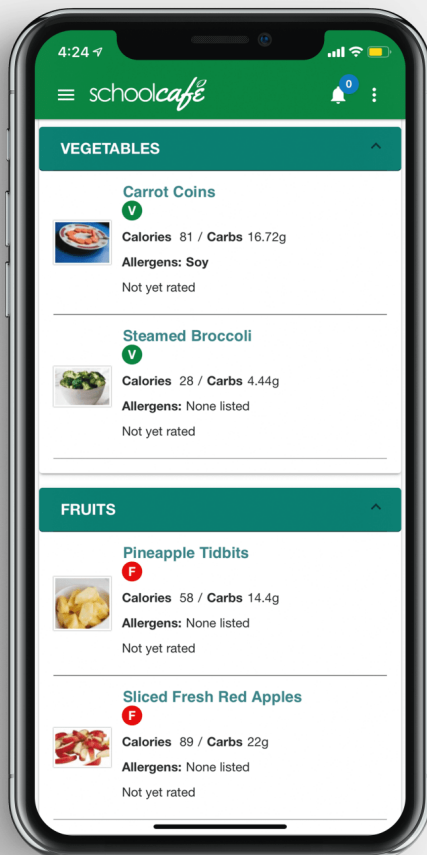 4:24
schoolcafé
0
VEGETABLES
Carrot Coins
V
Calories 81 / Carbs 16.72g
Allergens: Soy
Not yet rated
Steamed Broccoli
V
Calories 28 / Carbs 4.44g
Allergens: None listed
Not yet rated
FRUITS
Pineapple Tidbits
F
Calories 58 / Carbs 14.4g
Allergens: None listed
Not yet rated
Sliced Fresh Red Apples
F
Calories 89 / Carbs 22g
Allergens: None listed
Not yet rated